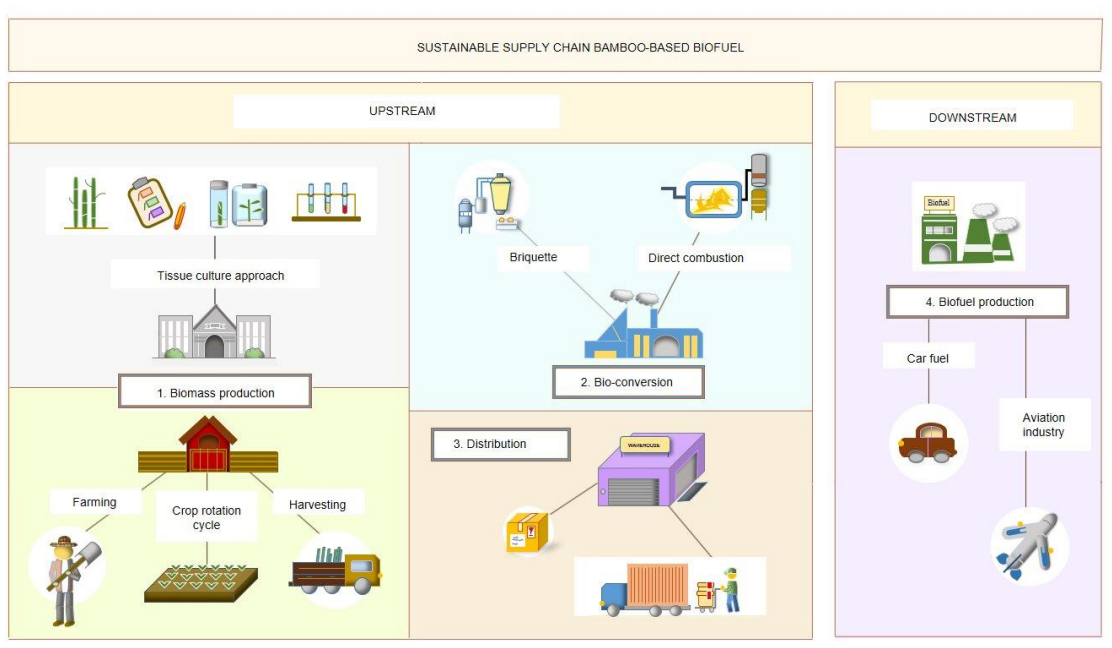 SUSTAINABLE SUPPLY CHAIN BAMBOO-BASED BIOFUEL
UPSTREAM
Tissue culture approach
1. Biomass production
Farming
Crop rotation
cycle
Harvesting
Briquette
Direct combustion
2. Bio-conversion
3. Distribution
WAREHOUSE
DOWNSTREAM
Biofuel
4. Biofuel production
Car fuel
Aviation
industry